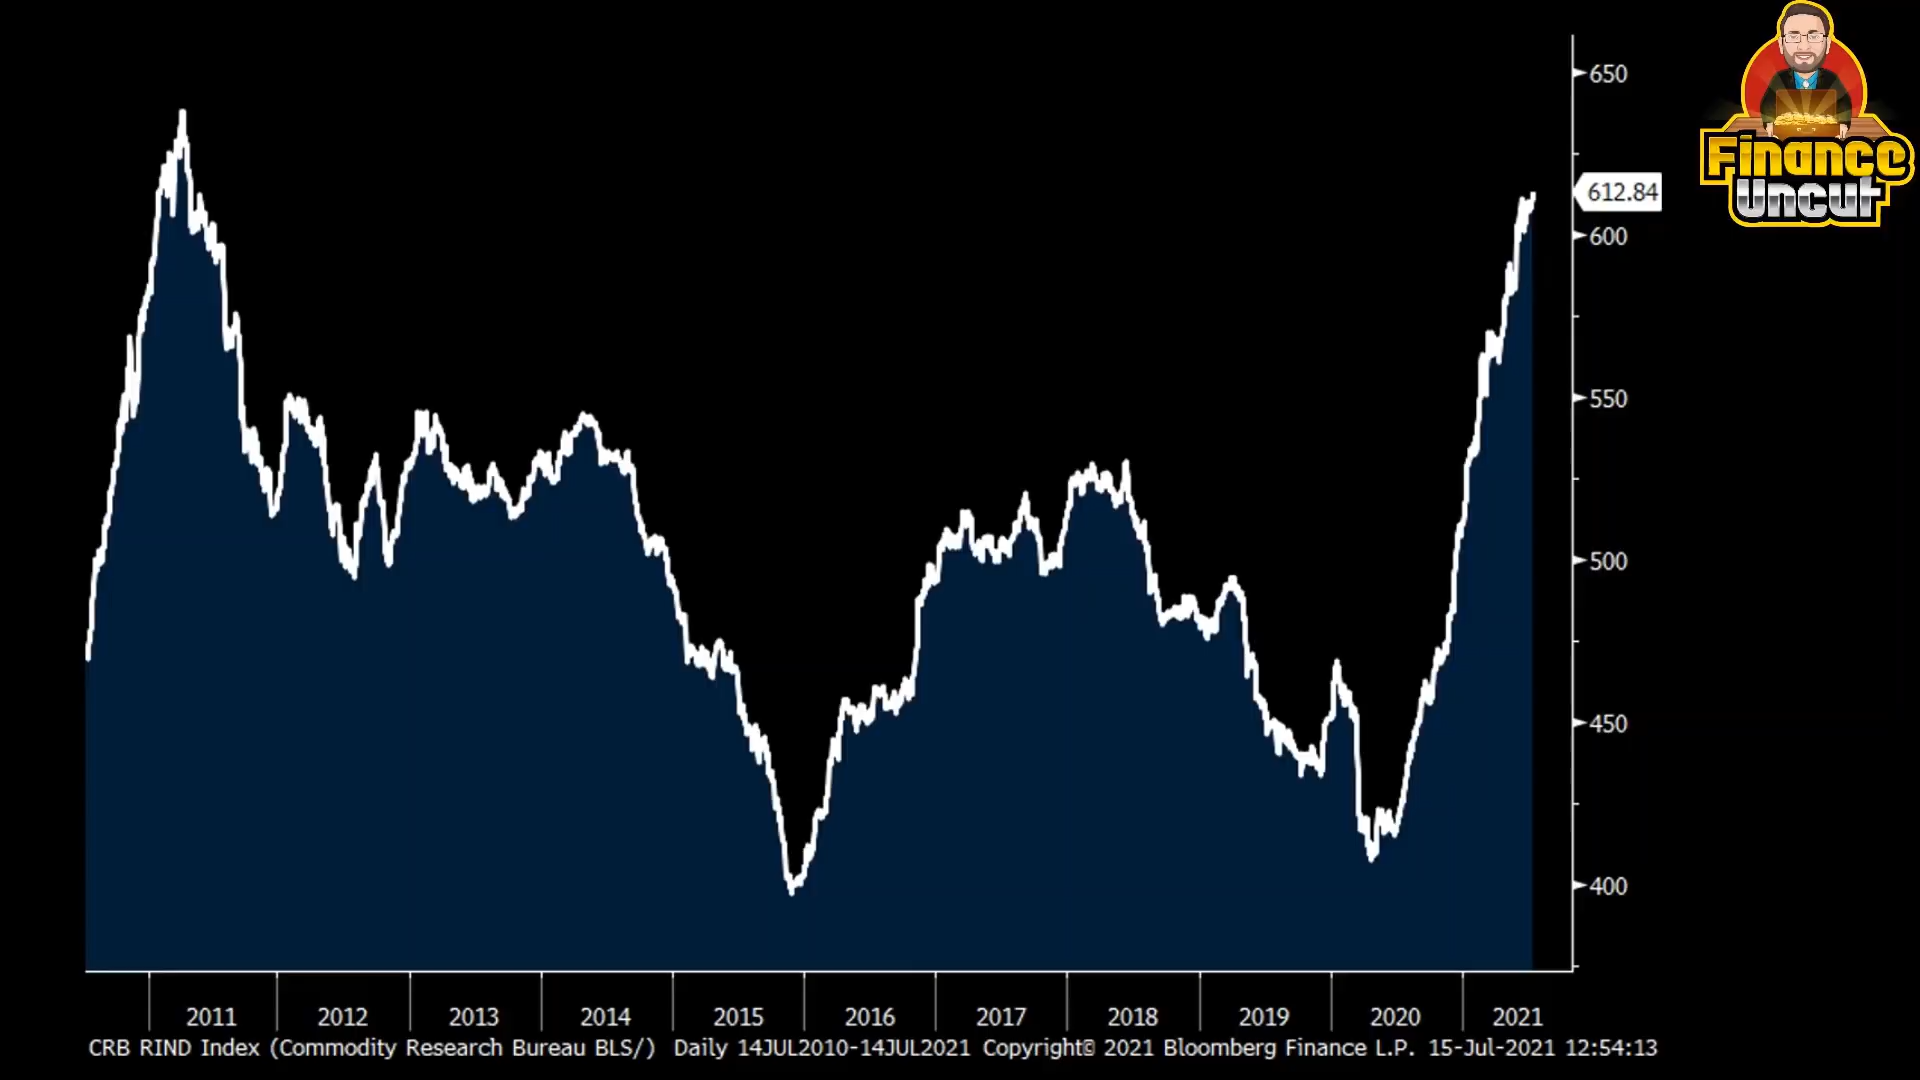 Finance
Uncut
650
612.84
600
550
500
450
400
2011 2012 2013 2014 2015 2016 2017 2018 2019 2020 2021
CRB RIND Index (Commodity Research Bureau BLS/) Daily 14JUL2010-14JUL2021 Copyright© 2021 Bloomberg Finance L.P. 15-Jul-2021 12:54:13